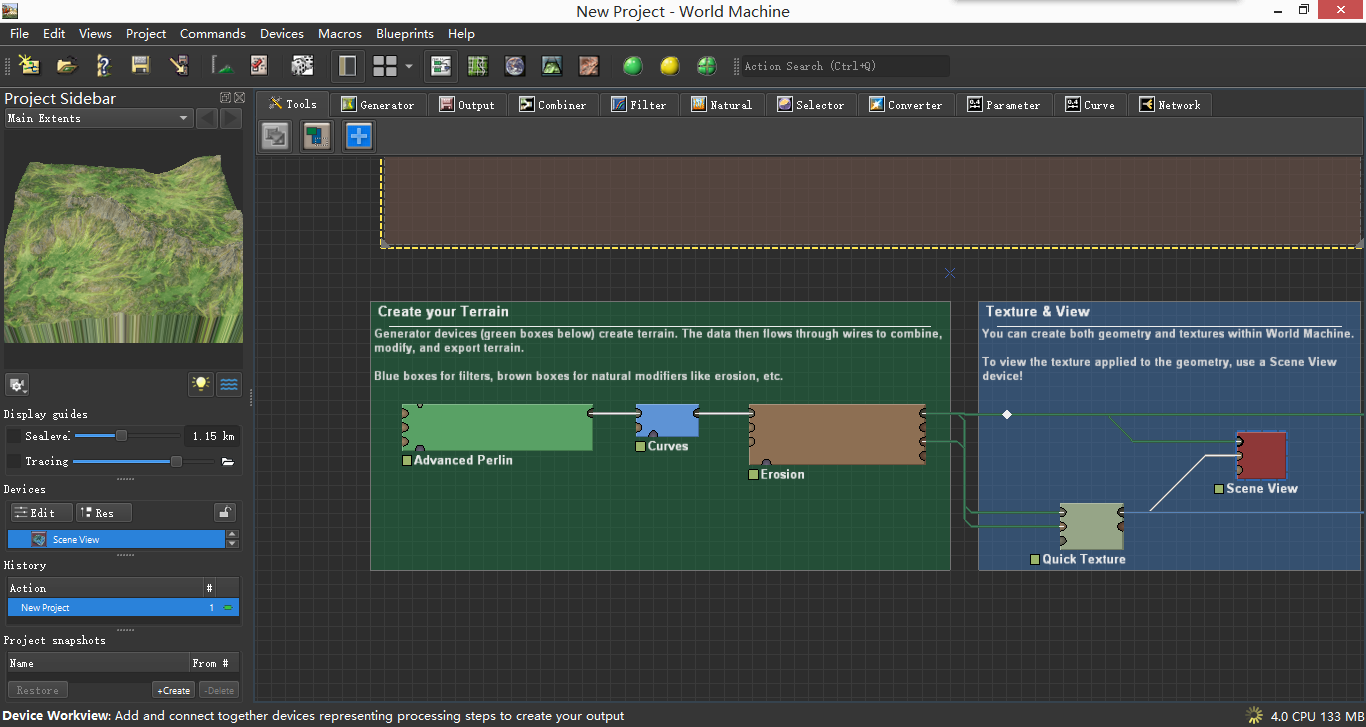 New Project - World Machine
File Edit Views Project Commands Devices Macros Blueprints Help
Action Search (Ctrl+Q)
Project Sidebar
Main Extents
Tools Generator Output Combiner Filter Natural Selector Converter Parameter Curve Network
Create your Terrain
Generator devices (green boxes below) create terrain. The data then flows through wires to combine,
modify, and export terrain.
Blue boxes for filters, brown boxes for natural modifiers like erosion, etc.
Advanced Perlin
Curves
Erosion
Texture & View
You can create both geometry and textures within World Machine.
To view the texture applied to the geometry, use a Scene View
device!
Scene View
Quick Texture
Display guides
Sealevel 1.15 km
Tracing
Devices
Edit Res
Scene View
History
Action #
New Project 1
Project snapshots
Name From #
Restore +Create -Delete
Device Workview: Add and connect together devices representing processing steps to create your output
4.0 CPU 133 MB